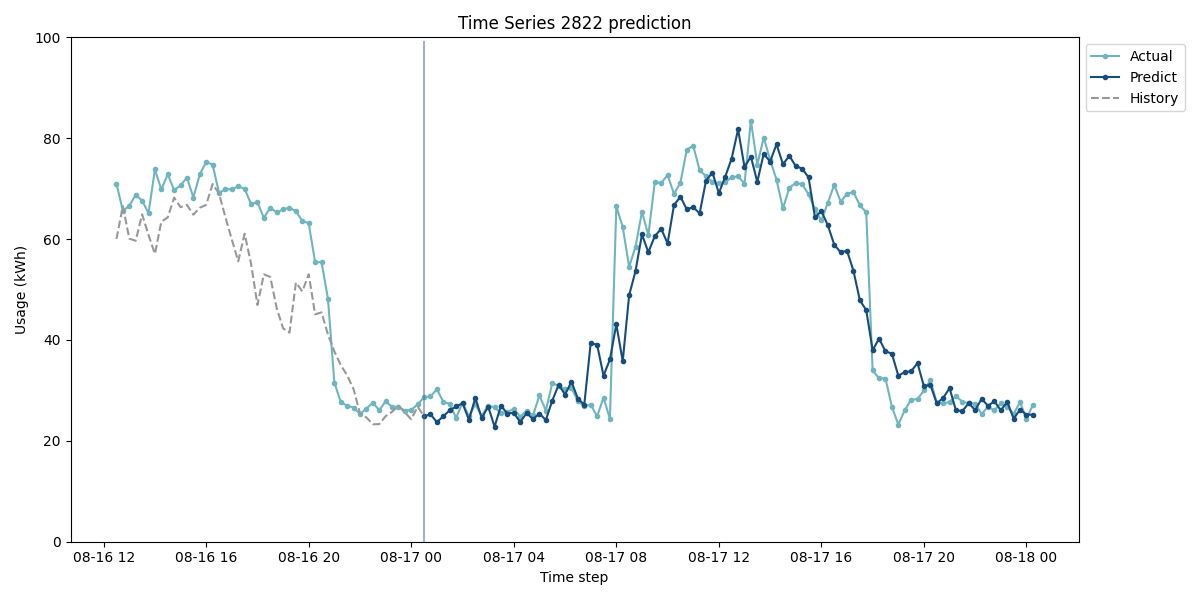 Time Series 2822 prediction
Usage (kWh)
100
80
60
40
20
0
08-16 12
08-16 16
08-16 20
08-17 00
08-17 04
08-17 08
08-17 12
08-17 16
08-17 20
08-18 00
Time step
Actual
Predict
History